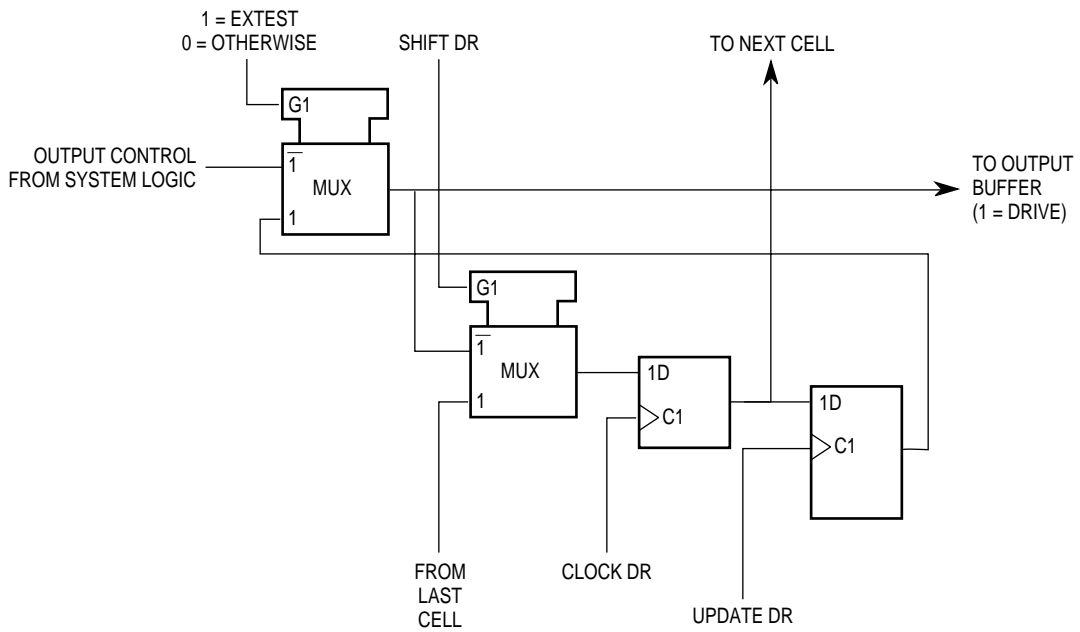 1 = EXTEST
0 = OTHERWISE
SHIFT DR
TO NEXT CELL
G1
OUTPUT CONTROL
FROM SYSTEM LOGIC
1
MUX
1
TO OUTPUT
BUFFER
(1 = DRIVE)
G1
1
MUX
1
1D
C1
1D
C1
FROM
LAST
CELL
CLOCK DR
UPDATE DR